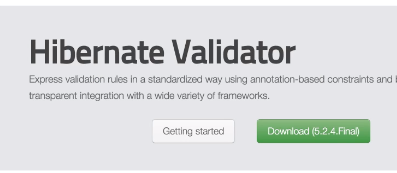 Hibernate Validator
Express validation rules in a standardized way using annotation-based constraints and
transparent integration with a wide variety of frameworks.
Getting started
Download (5.2.4.Final)